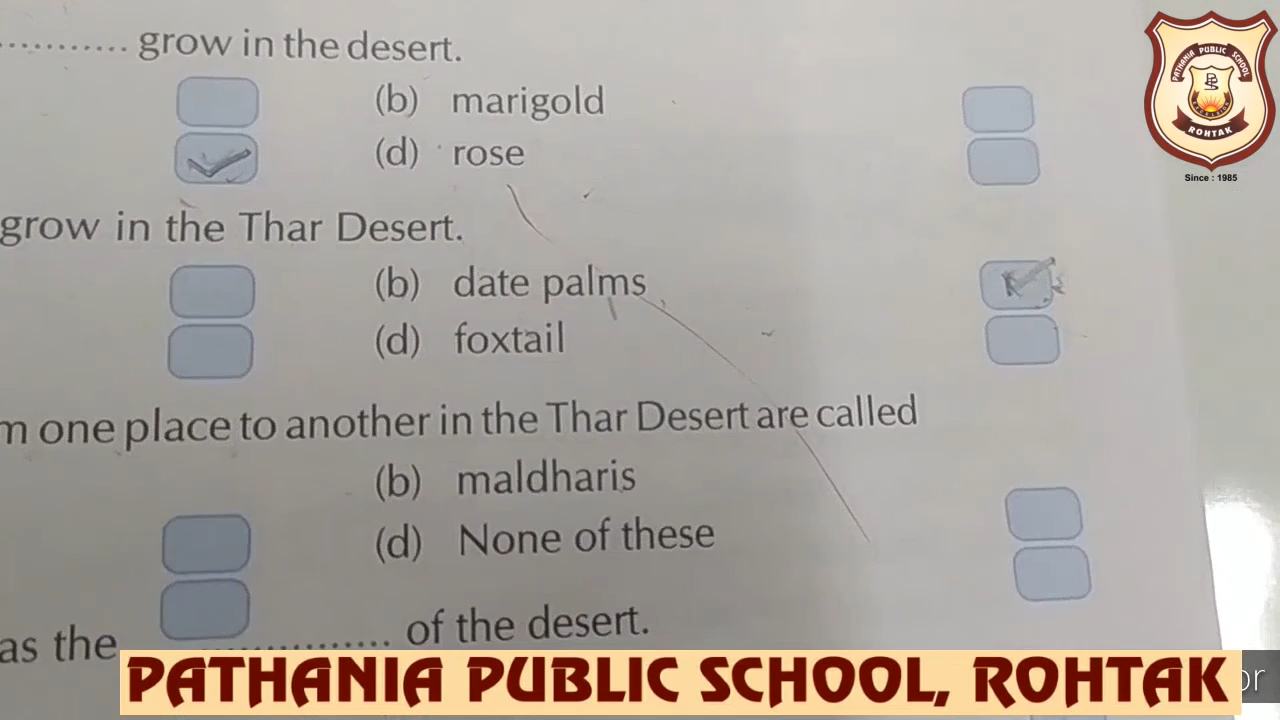 ............ grow in the desert.
(b) marigold
(d) rose
grow in the Thar Desert.
(b) date palms
(d) foxtail
m one place to another in the Thar Desert are called
(b) maldharis
(d) None of these
as the .................. of the desert.
PATHANIA PUBLIC SCHOOL
ROHTAK
Since : 1985
PATHANIA PUBLIC SCHOOL, ROHTAK
or